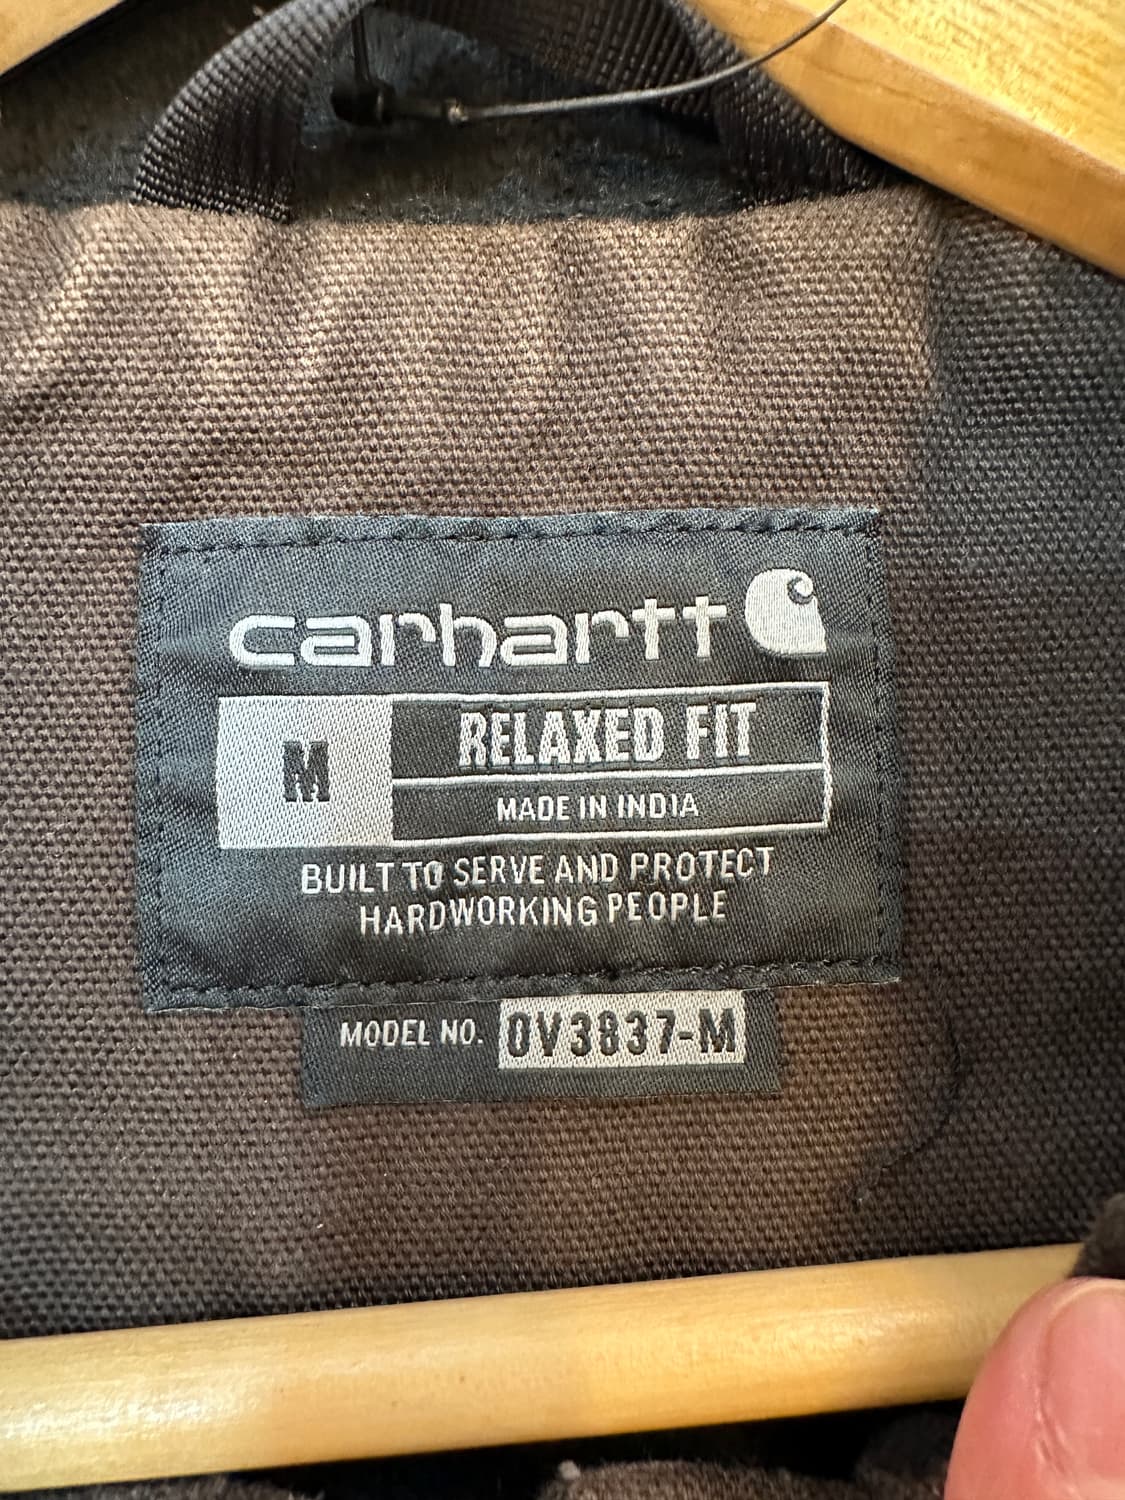 carhartt
M
RELAXED FIT
MADE IN INDIA
BUILT TO SERVE AND PROTECT
HARDWORKING PEOPLE
MODEL NO. OV3837-M